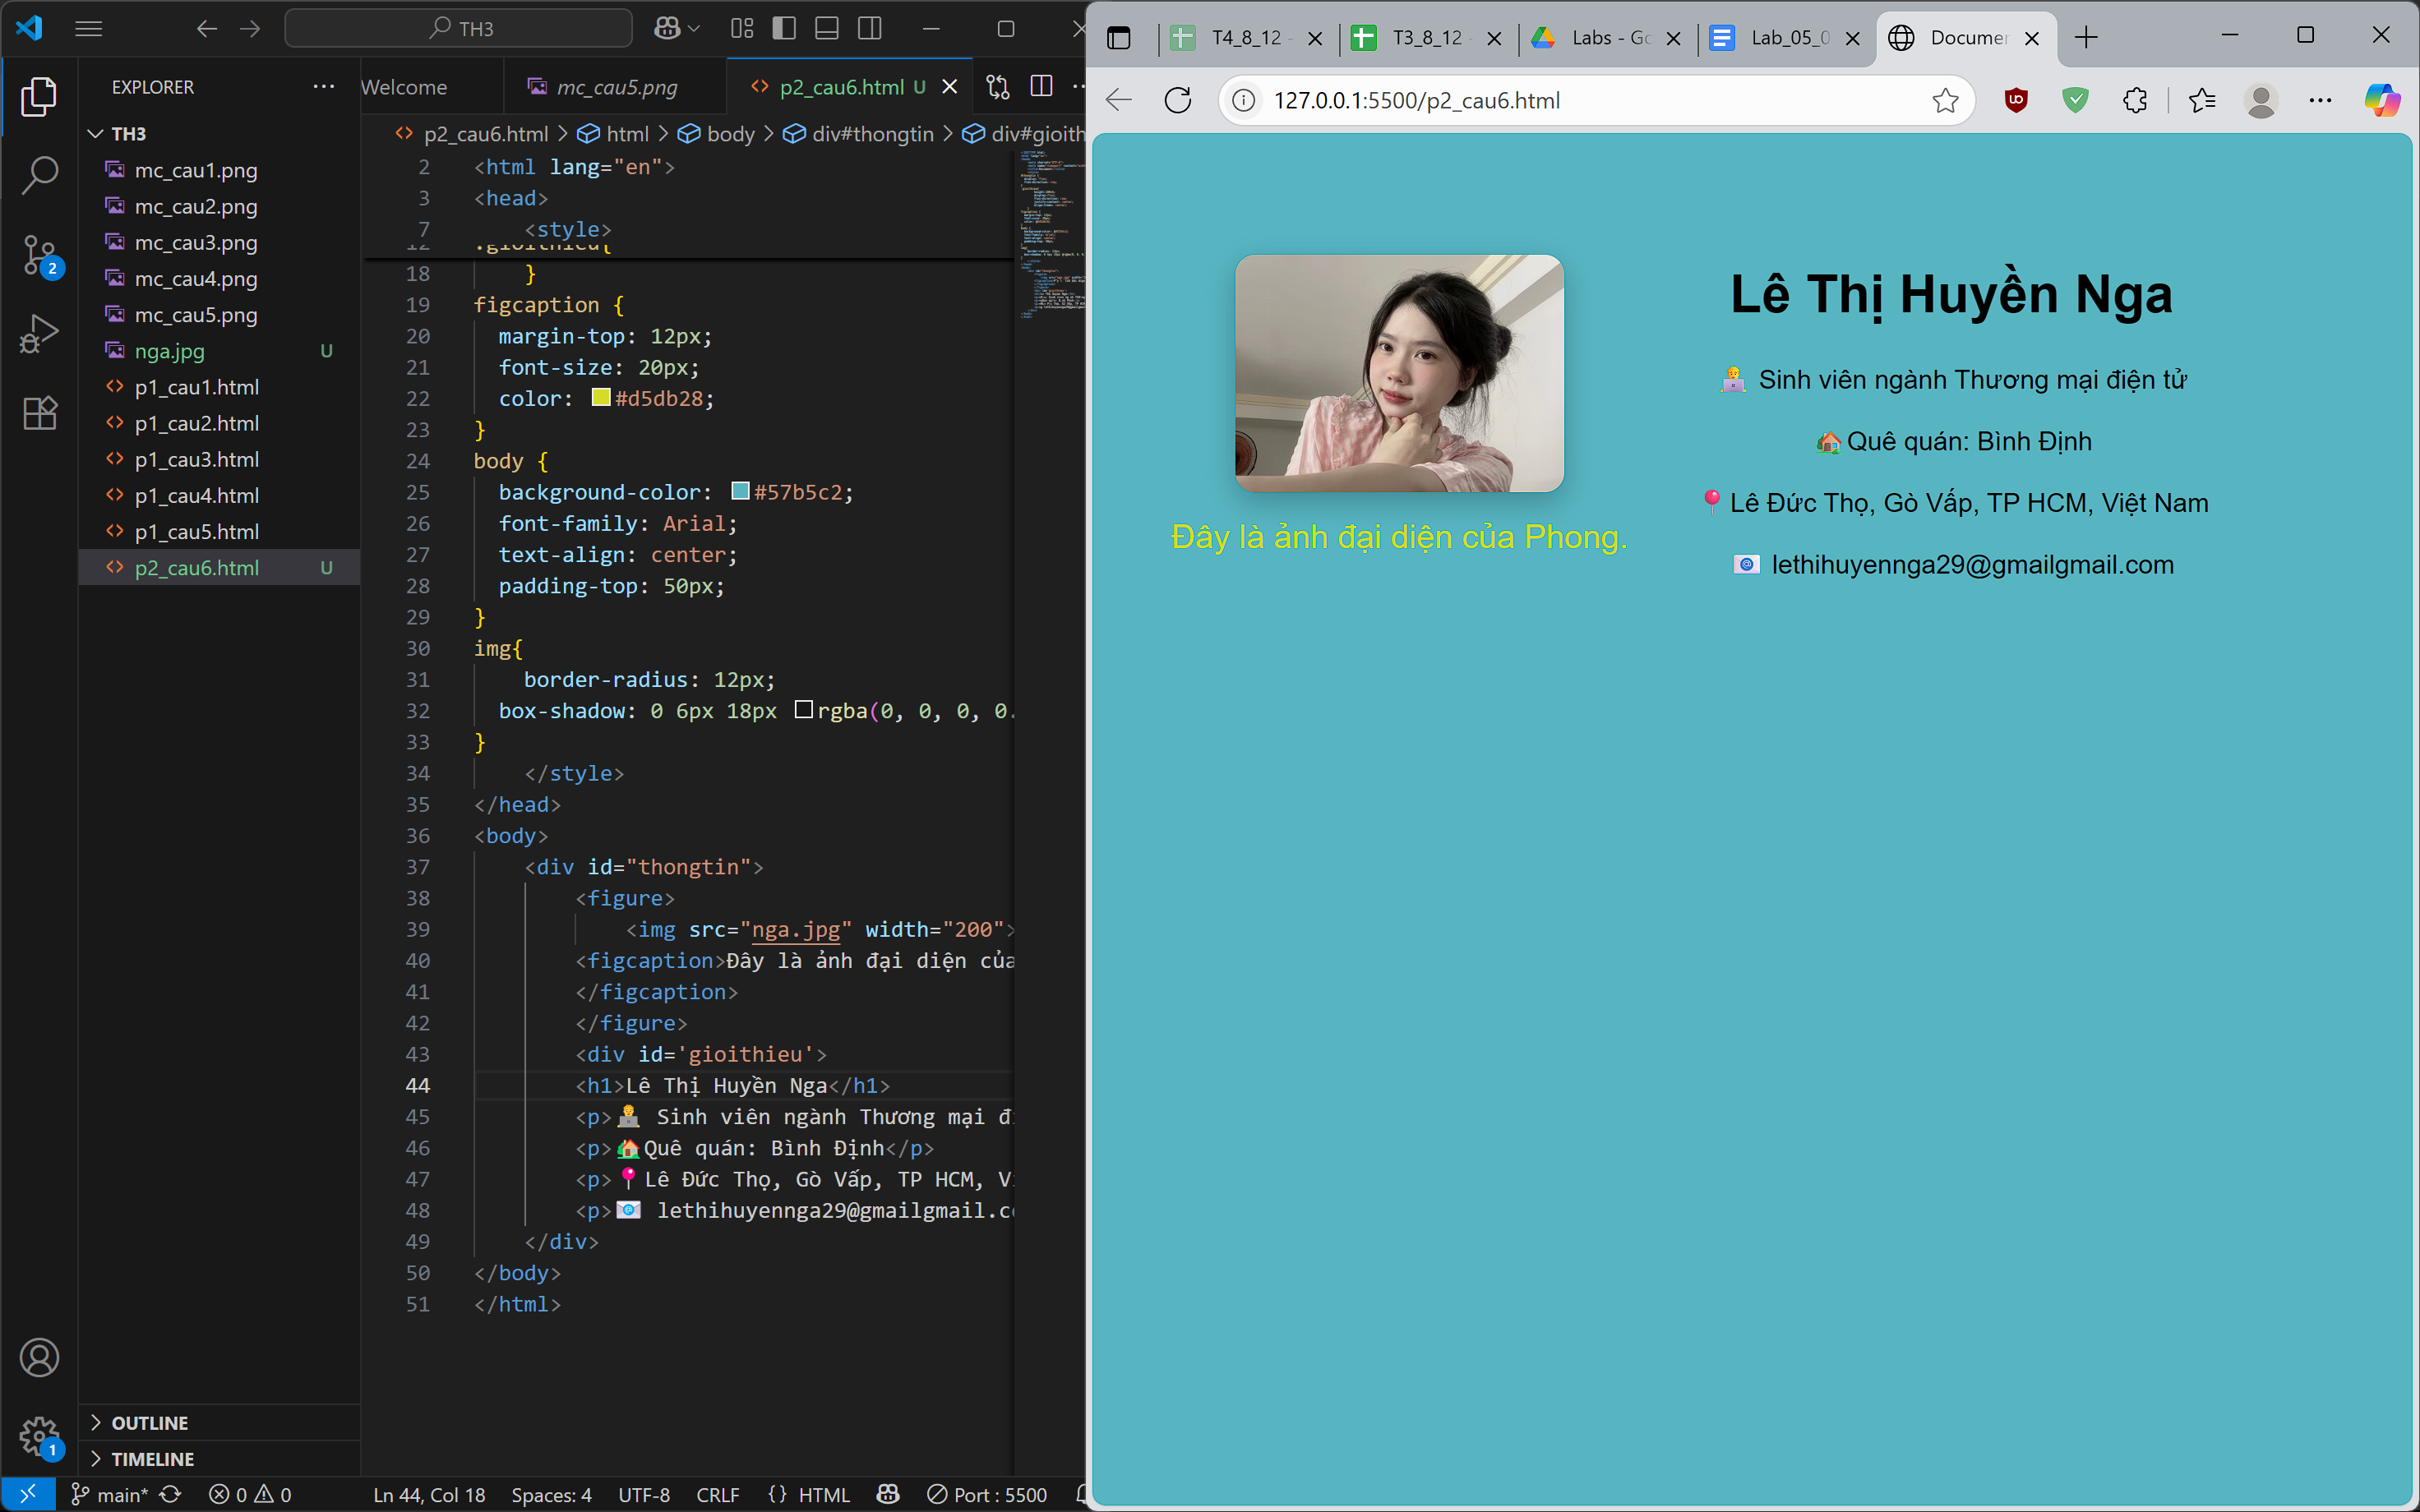 TH3
EXPLORER
TH3
mc_cau1.png
mc_cau2.png
mc_cau3.png
mc_cau4.png
mc_cau5.png
nga.jpg U
p1_cau1.html
p1_cau2.html
p1_cau3.html
p1_cau4.html
p1_cau5.html
p2_cau6.html U
2
OUTLINE
TIMELINE
1
Welcome mc_cau5.png p2_cau6.html U
p2_cau6.html > html > body > div#thongtin > div#gioith
2 <html lang="en">
3 <head>
7 <style>
12 .gioithieu{
18 }
19 figcaption {
20 margin-top: 12px;
21 font-size: 20px;
22 color: #d5db28;
23 }
24 body {
25 background-color: #57b5c2;
26 font-family: Arial;
27 text-align: center;
28 padding-top: 50px;
29 }
30 img{
31 border-radius: 12px;
32 box-shadow: 0 6px 18px rgba(0, 0, 0, 0.
33 }
34 </style>
35 </head>
36 <body>
37 <div id="thongtin">
38 <figure>
39 <img src="nga.jpg" width="200">
40 <figcaption>Đây là ảnh đại diện của
41 </figcaption>
42 </figure>
43 <div id='gioithieu'>
44 <h1>Lê Thị Huyền Nga</h1>
45 <p>👩‍💻 Sinh viên ngành Thương mại đi
46 <p>🏠Quê quán: Bình Định</p>
47 <p>📍Lê Đức Thọ, Gò Vấp, TP HCM, Vi
48 <p>📧 lethihuyennga29@gmailgmail.co
49 </div>
50 </body>
51 </html>
main* 0 0 Ln 44, Col 18 Spaces: 4 UTF-8 CRLF {} HTML Port : 5500
T4_8_12 - T3_8_12 - Labs - Go Lab_05_0 Documen
127.0.0.1:5500/p2_cau6.html
Đây là ảnh đại diện của Phong.
Lê Thị Huyền Nga
👩‍💻 Sinh viên ngành Thương mại điện tử
🏠Quê quán: Bình Định
📍Lê Đức Thọ, Gò Vấp, TP HCM, Việt Nam
📧 lethihuyennga29@gmailgmail.com